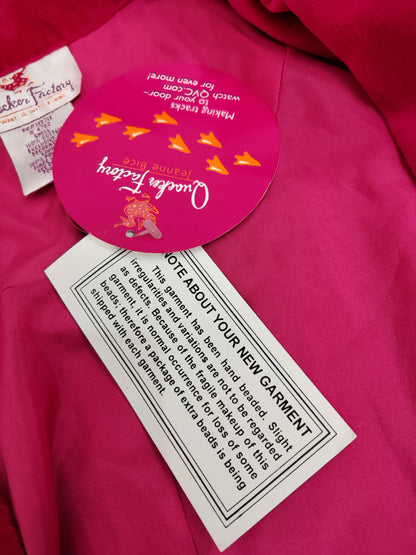 acker Factory
Quacker Factory
Jeanne Bice
Making tracks
to your door~
watch QVC.com
for even more!
NOTE ABOUT YOUR NEW GARMENT
This garment has been hand beaded. Slight
irregularities and variations are not to be regarded
as defects. Because of the fragile makeup of this
garment, it is normal occurrence for loss of some
beads; therefore a package of extra beads is being
shipped with each garment.